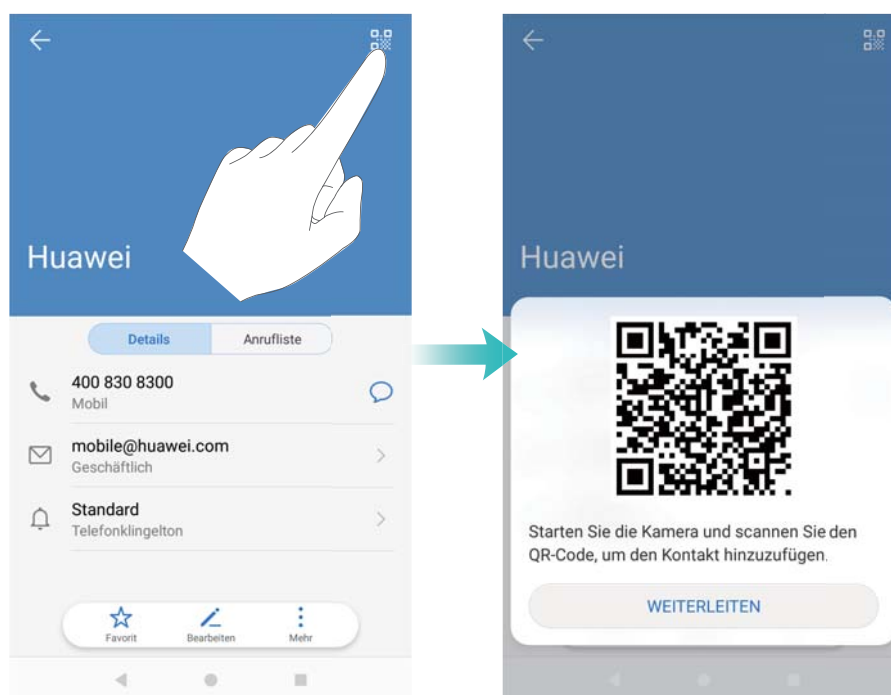 Huawei
Details
Anrufliste
400 830 8300
Mobil
mobile@huawei.com
Geschäftlich
Standard
Telefonklingelton
Favorit
Bearbeiten
Mehr
Huawei
Starten Sie die Kamera und scannen Sie den
QR-Code, um den Kontakt hinzuzufügen.
WEITERLEITEN